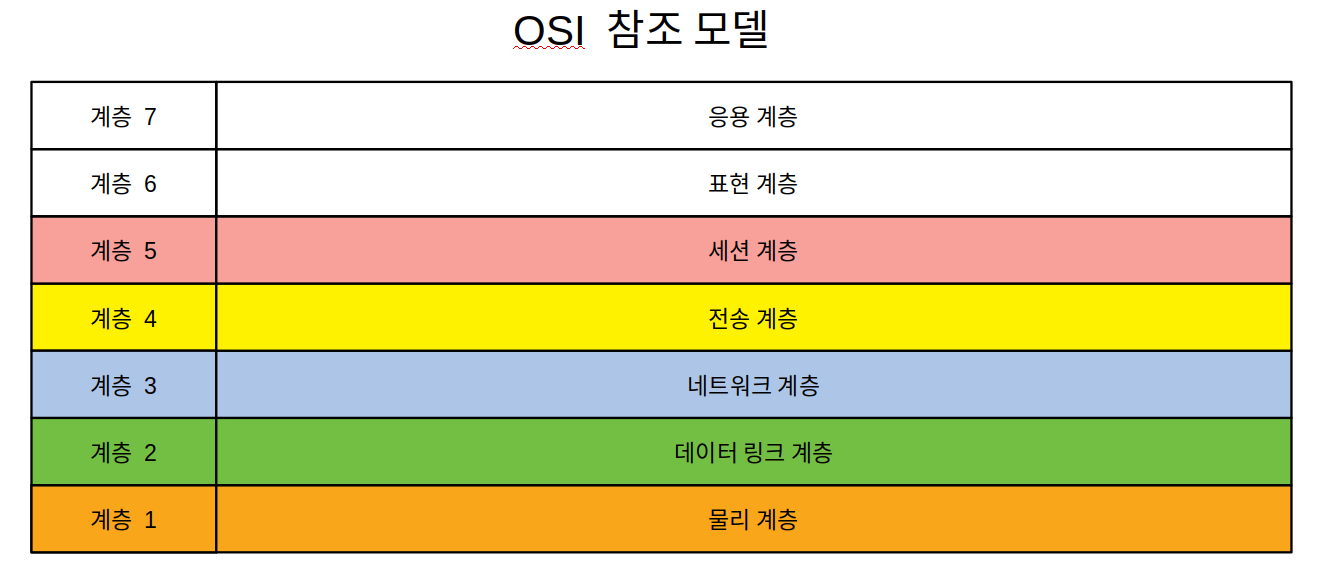 OSI 참조 모델
계층 7 응용 계층
계층 6 표현 계층
계층 5 세션 계층
계층 4 전송 계층
계층 3 네트워크 계층
계층 2 데이터 링크 계층
계층 1 물리 계층